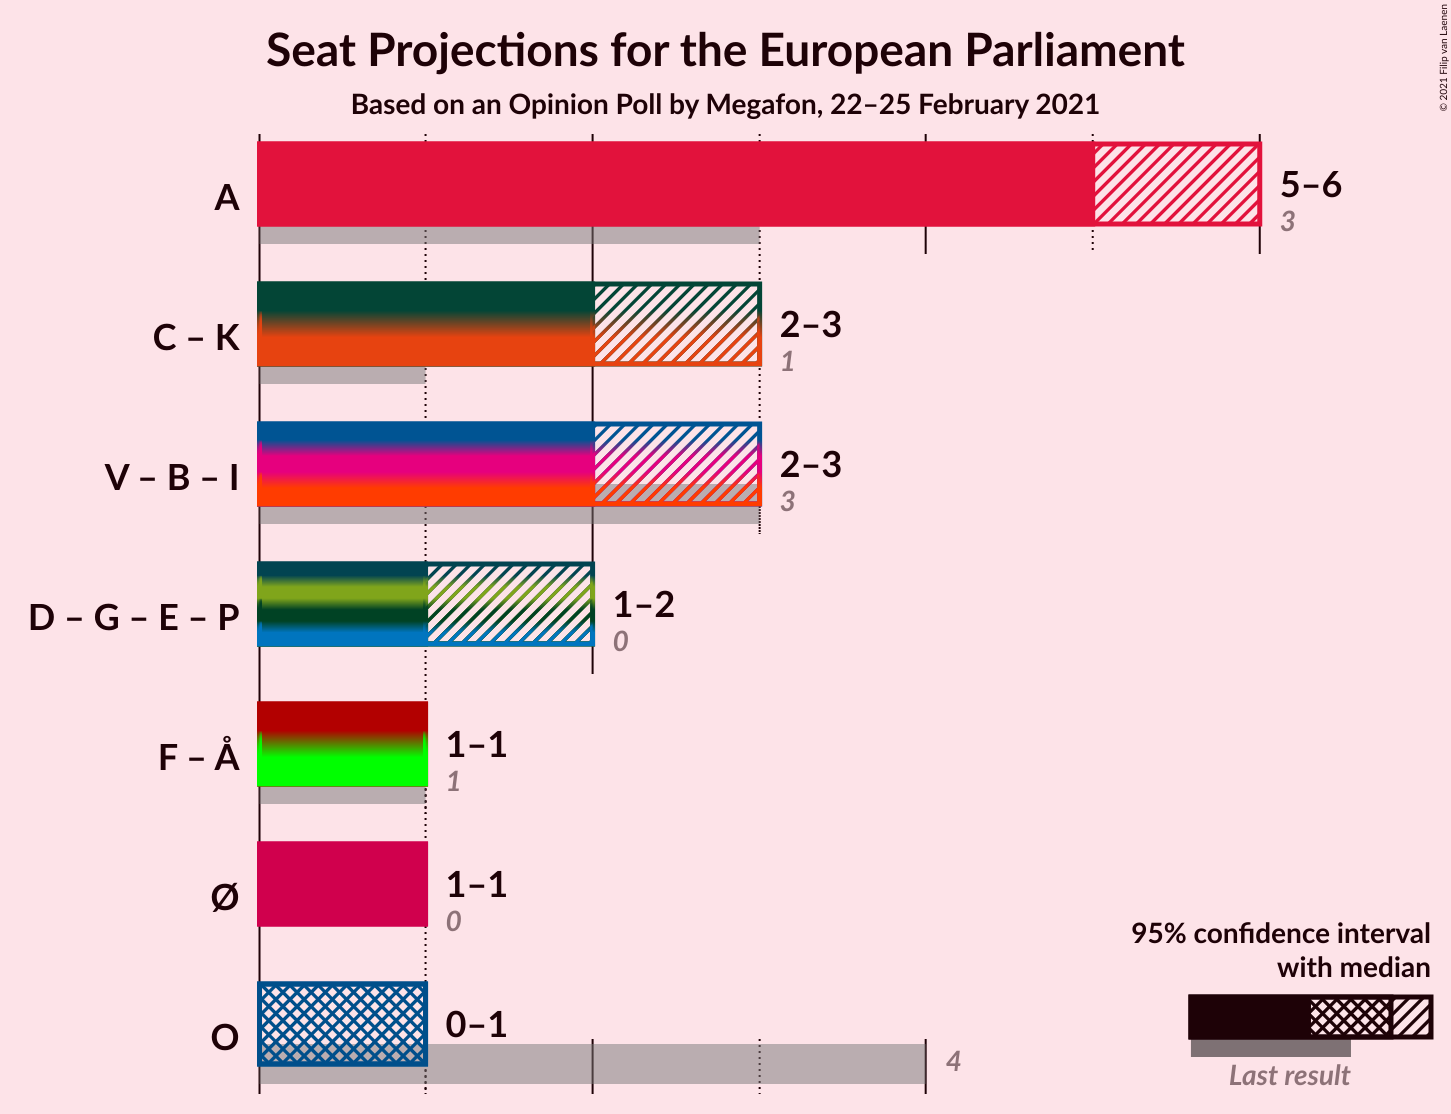 Seat Projections for the European Parliament
Based on an Opinion Poll by Megafon, 22–25 February 2021
© 2021 Filip van Laenen
A
5–6
3
C – K
2–3
1
V – B – I
2–3
3
D – G – E – P
1–2
0
F – Å
1–1
1
Ø
1–1
0
O
0–1
4
95% confidence interval
with median
Last result